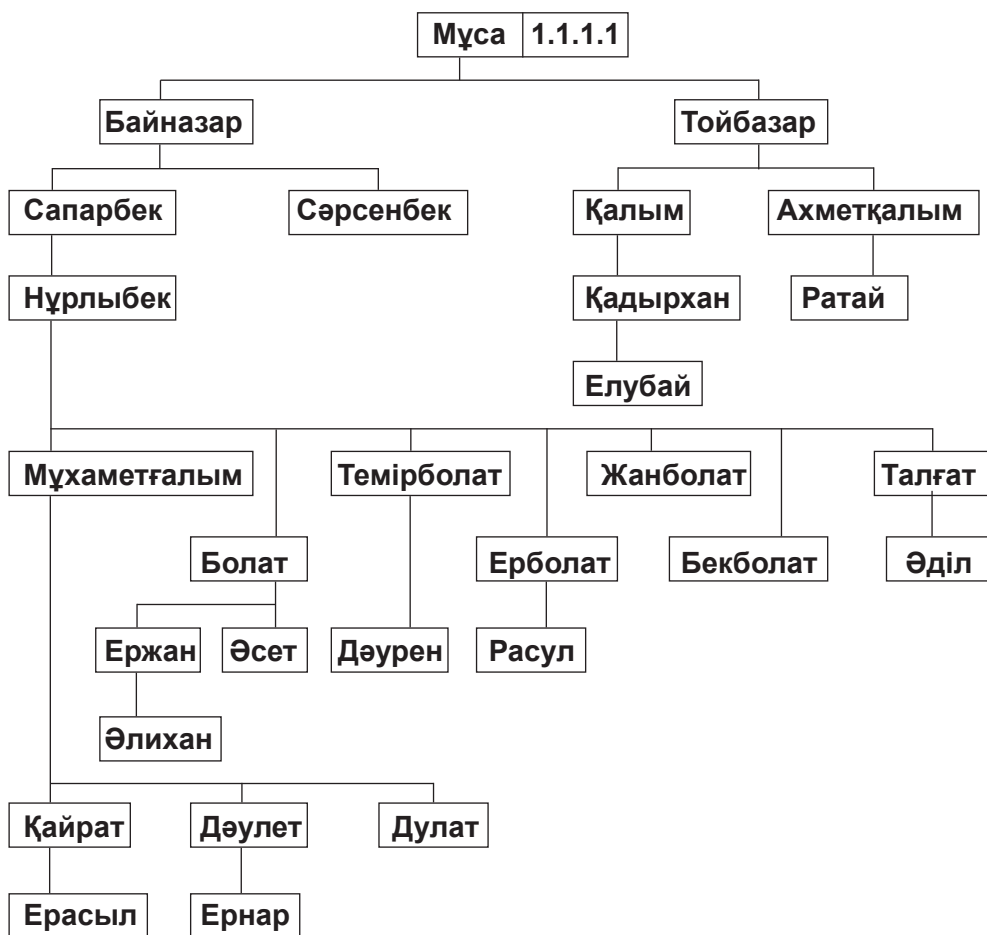 Мұса 1.1.1.1
Байназар Тойбазар
Сапарбек Сәрсенбек Қалым Ахметқалым
Нұрлыбек Қадырхан Ратай
Елубай
Мұхаметғалым Темірболат Жанболат Талғат
Болат Ерболат Бекболат Әділ
Ержан Әсет Дәурен Расул
Әлихан
Қайрат Дәулет Дулат
Ерасыл Ернар